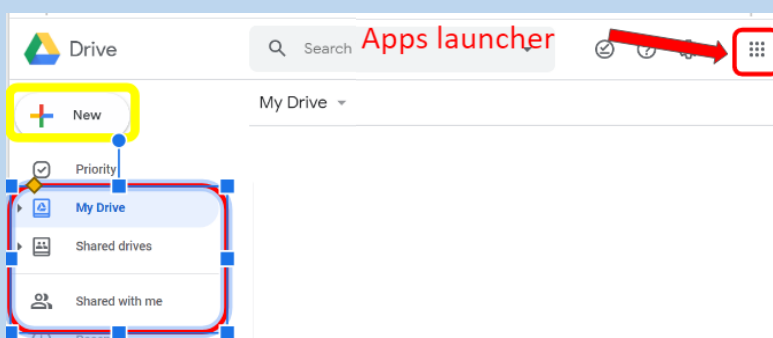 Drive
Search
Apps launcher
New
My Drive
Priority
My Drive
Shared drives
Shared with me